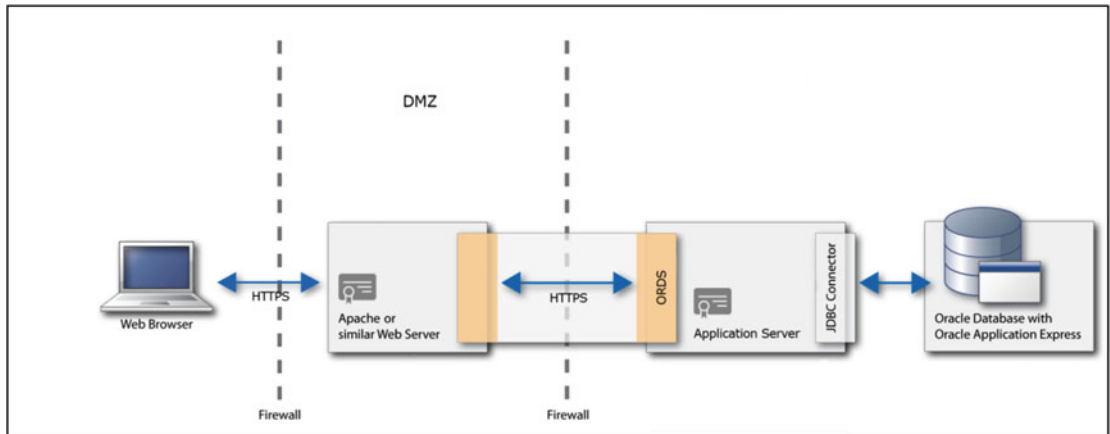 DMZ
HTTPS
Web Browser
Apache or
similar Web Server
HTTPS
ORDS
Application Server
JDBC Connector
Oracle Database with
Oracle Application Express
Firewall
Firewall